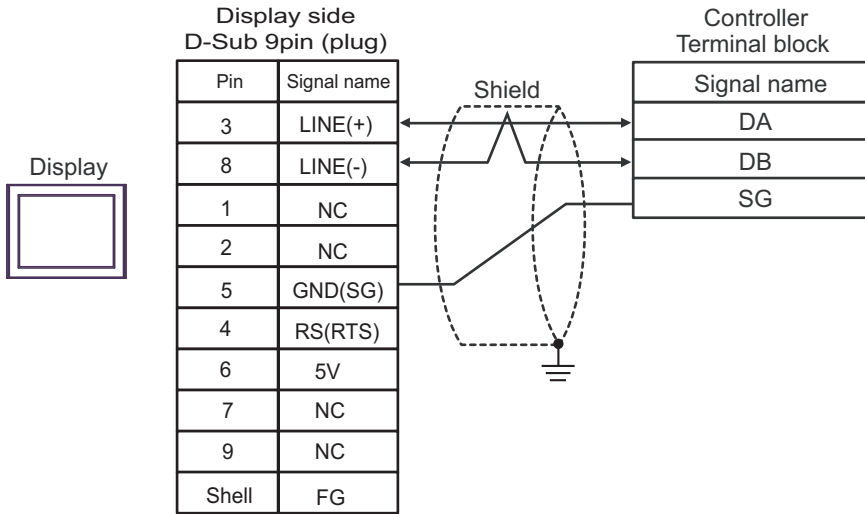 Display side
D-Sub 9pin (plug)
Controller
Terminal block
Pin Signal name
Shield
Signal name
3 LINE(+)
DA
8 LINE(-)
DB
Display
1 NC
SG
2 NC
5 GND(SG)
4 RS(RTS)
6 5V
7 NC
9 NC
Shell FG